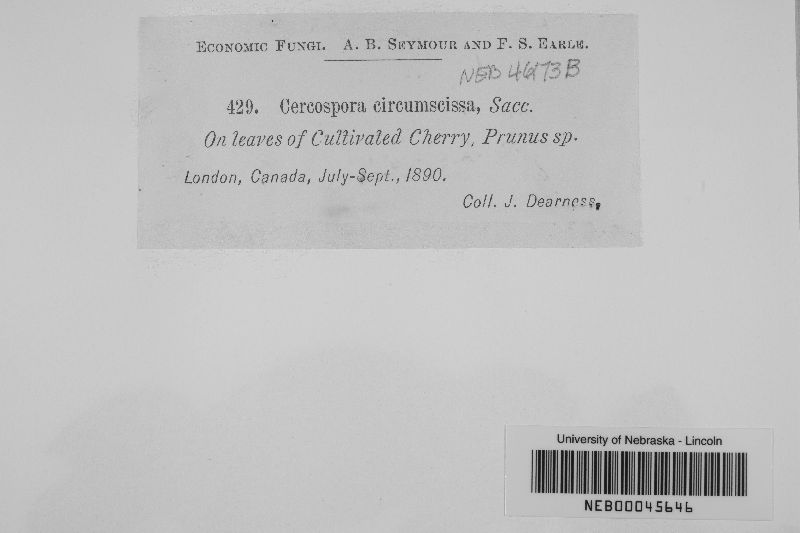 Economic Fungi. A. B. Seymour and F. S. Earle.
NEB 46173B
429. Cercospora circumscissa, Sacc.
On leaves of Cultivated Cherry, Prunus sp.
London, Canada, July-Sept., 1890.
Coll. J. Dearness,
University of Nebraska - Lincoln
NEB00045646